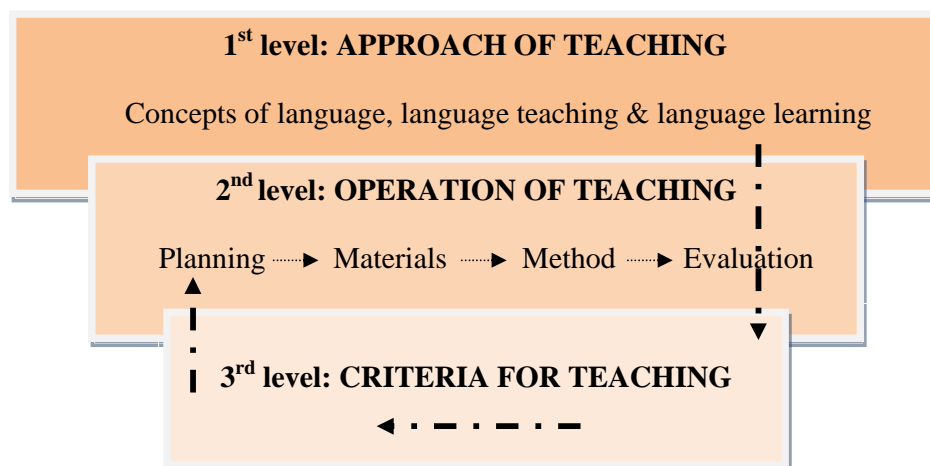 1st level: APPROACH OF TEACHING
Concepts of language, language teaching & language learning
2nd level: OPERATION OF TEACHING
Planning Materials Method Evaluation
3rd level: CRITERIA FOR TEACHING